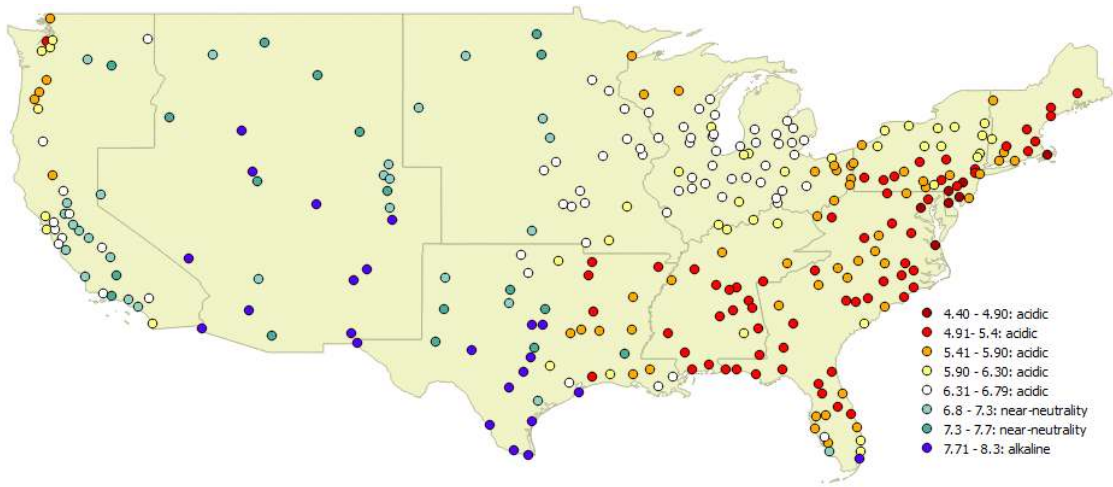 4.40 - 4.90: acidic
4.91- 5.4: acidic
5.41 - 5.90: acidic
5.90 - 6.30: acidic
6.31 - 6.79: acidic
6.8 - 7.3: near-neutrality
7.3 - 7.7: near-neutrality
7.71 - 8.3: alkaline